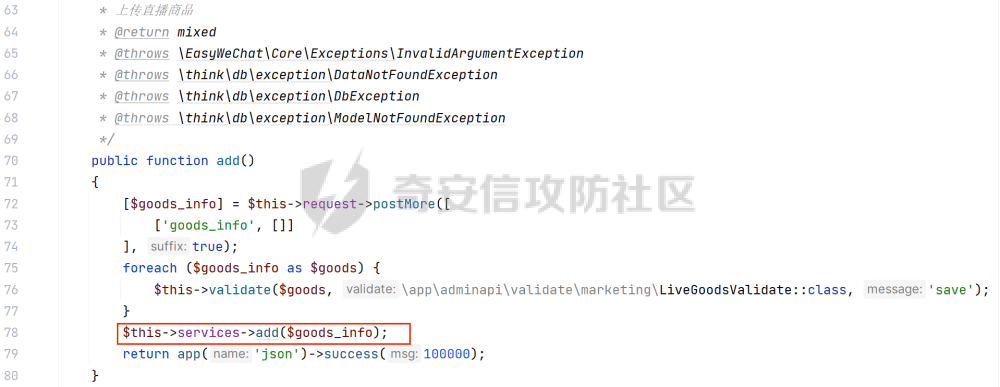 63 * 上传直播商品
64 * @return mixed
65 * @throws \EasyWeChat\Core\Exceptions\InvalidArgumentException
66 * @throws \think\db\exception\DataNotFoundException
67 * @throws \think\db\exception\DbException
68 * @throws \think\db\exception\ModelNotFoundException
69 */
70 public function add()
71 {
72 [$goods_info] = $this->request->postMore([
73 ['goods_info', []]
74 ], suffix: true);
75 foreach ($goods_info as $goods) {
76 $this->validate($goods, validate: \app\adminapi\validate\marketing\LiveGoodsValidate::class, message: 'save');
77 }
78 $this->services->add($goods_info);
79 return app( name: 'json')->success( msg: 100000);
80 }
奇安信攻防社区